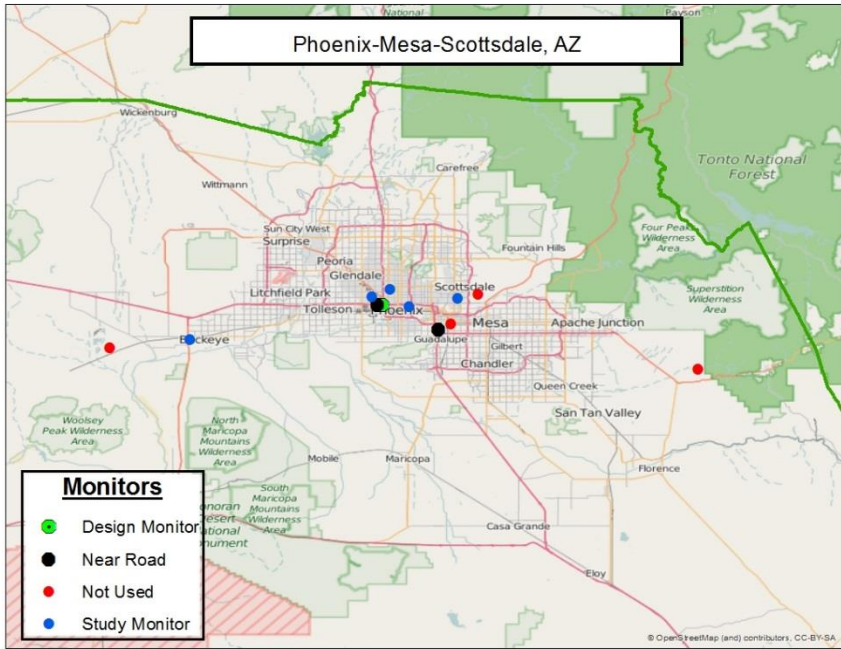 Payson
National
Phoenix-Mesa-Scottsdale, AZ
Wickenburg
Tonto National
Forest
Carefree
Wittmann
Sun City West
Surprise
Four Peaks
Wilderness
Area
Fountain Hills
Peoria
Glendale
Scottsdale
Superstition
Wilderness
Area
Litchfield Park
Tolleson
Phoenix
Mesa
Apache Junction
Buckeye
Guadalupe
Gilbert
Chandler
Queen Creek
San Tan Valley
Woolsey
Peak Wilderness
Area
North
Maricopa
Mountains
Wilderness
Area
Mobile
Maricopa
Florence
South
Maricopa
Mountains
Wilderness
Area
Casa Grande
Eloy
Monitors
Design Monitor
Near Road
Not Used
Study Monitor
© OpenStreetMap (and) contributors, CC-BY-SA